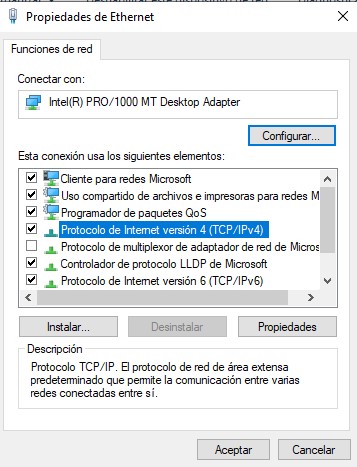 Propiedades de Ethernet
Funciones de red
Conectar con:
Intel(R) PRO/1000 MT Desktop Adapter
Configurar...
Esta conexión usa los siguientes elementos:
Cliente para redes Microsoft
Uso compartido de archivos e impresoras para redes M
Programador de paquetes QoS
Protocolo de Internet versión 4 (TCP/IPv4)
Protocolo de multiplexor de adaptador de red de Micros
Controlador de protocolo LLDP de Microsoft
Protocolo de Internet versión 6 (TCP/IPv6)
Instalar... Desinstalar Propiedades
Descripción
Protocolo TCP/IP. El protocolo de red de área extensa
predeterminado que permite la comunicación entre varias
redes conectadas entre sí.
Aceptar Cancelar